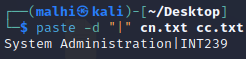 ┌──(malhi㉿kali)-[~/Desktop]
└─$ paste -d "|" cn.txt cc.txt
System Administration|INT239